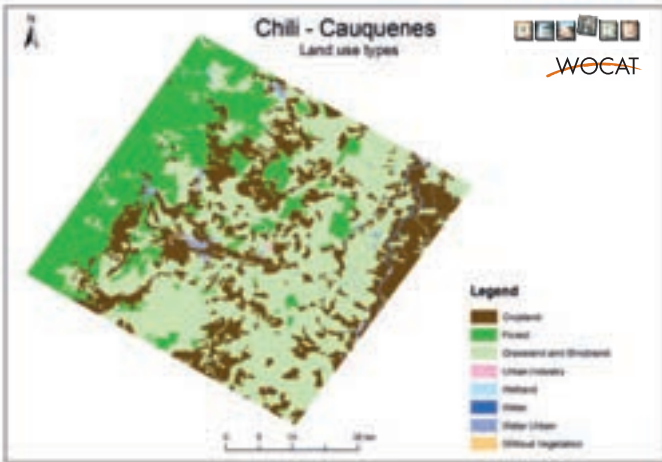 N
Chili - Cauquenes
Land use types
DESIRE
WOCAT
Legend
Cropland
Forest
Grassland and Shrubland
Urban Industry
Wetland
Water
Water Urban
Without Vegetation
0 5 10 20 km